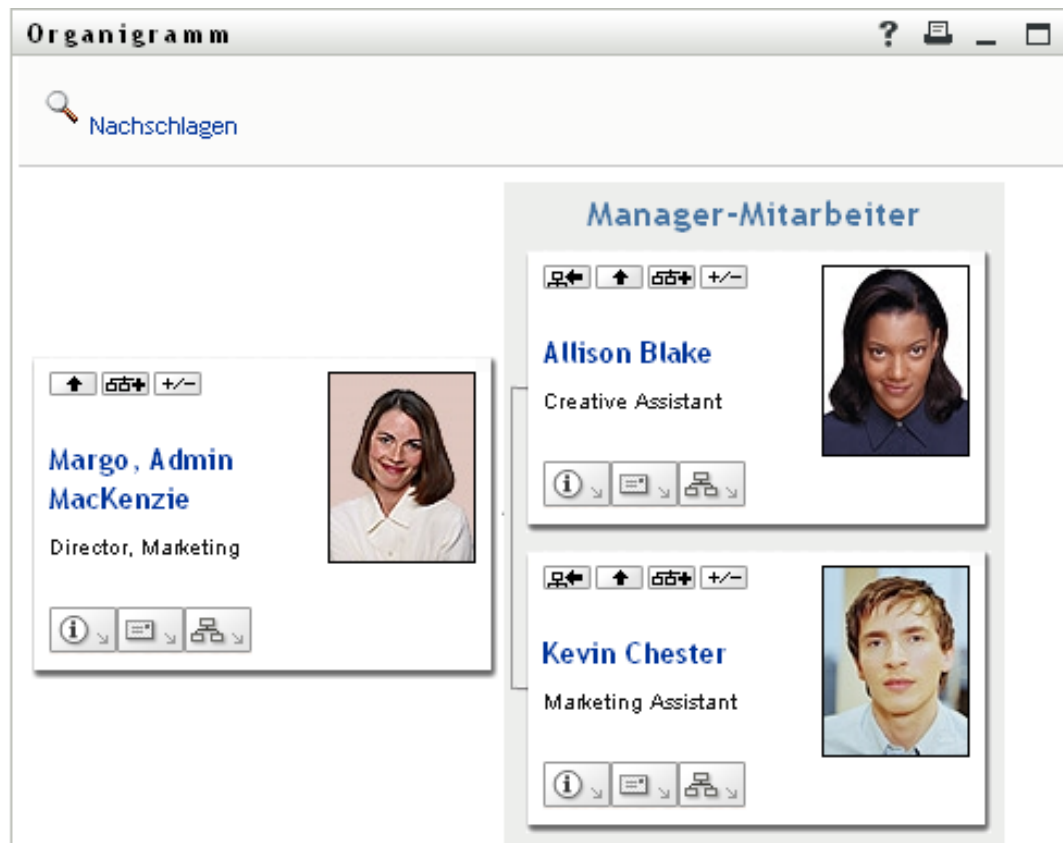 Organigramm
Nachschlagen
Manager-Mitarbeiter
Margo, Admin
MacKenzie
Director, Marketing
+/−
Allison Blake
Creative Assistant
+/−
Kevin Chester
Marketing Assistant
+/−